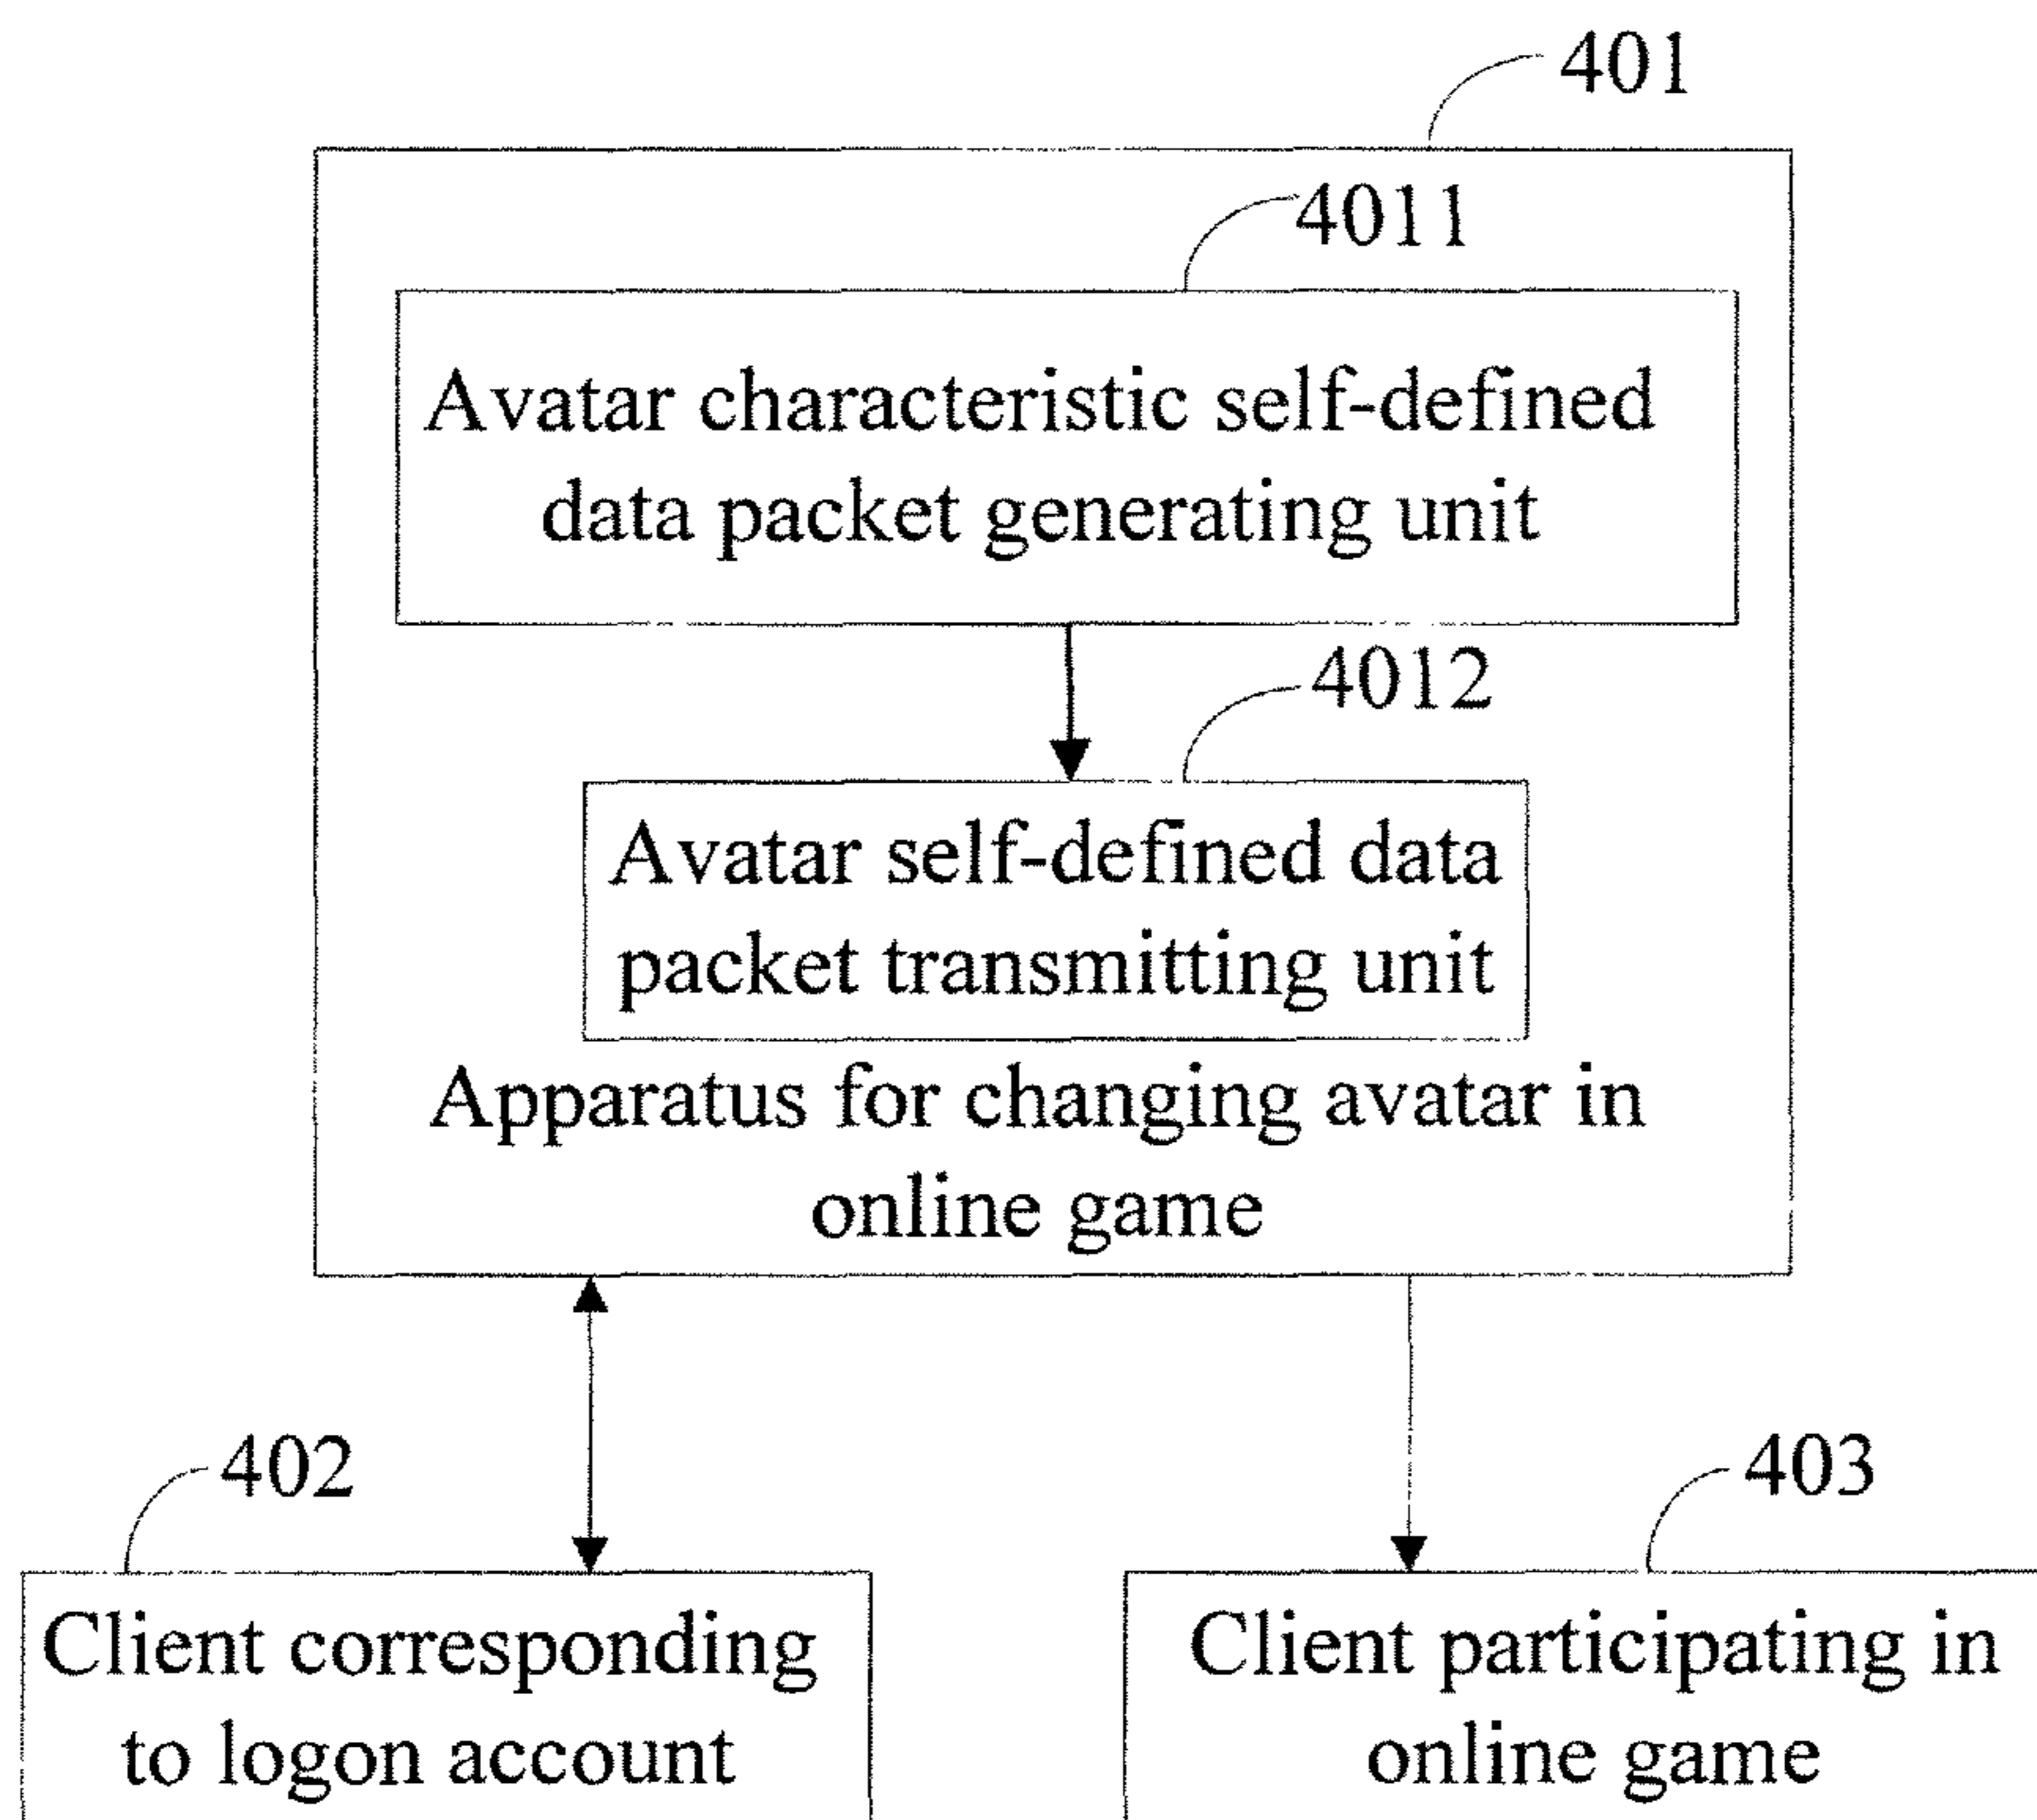 401
4011
Avatar characteristic self-defined
data packet generating unit
4012
Avatar self-defined data
packet transmitting unit
Apparatus for changing avatar in
online game
402
Client corresponding
to logon account
403
Client participating in
online game